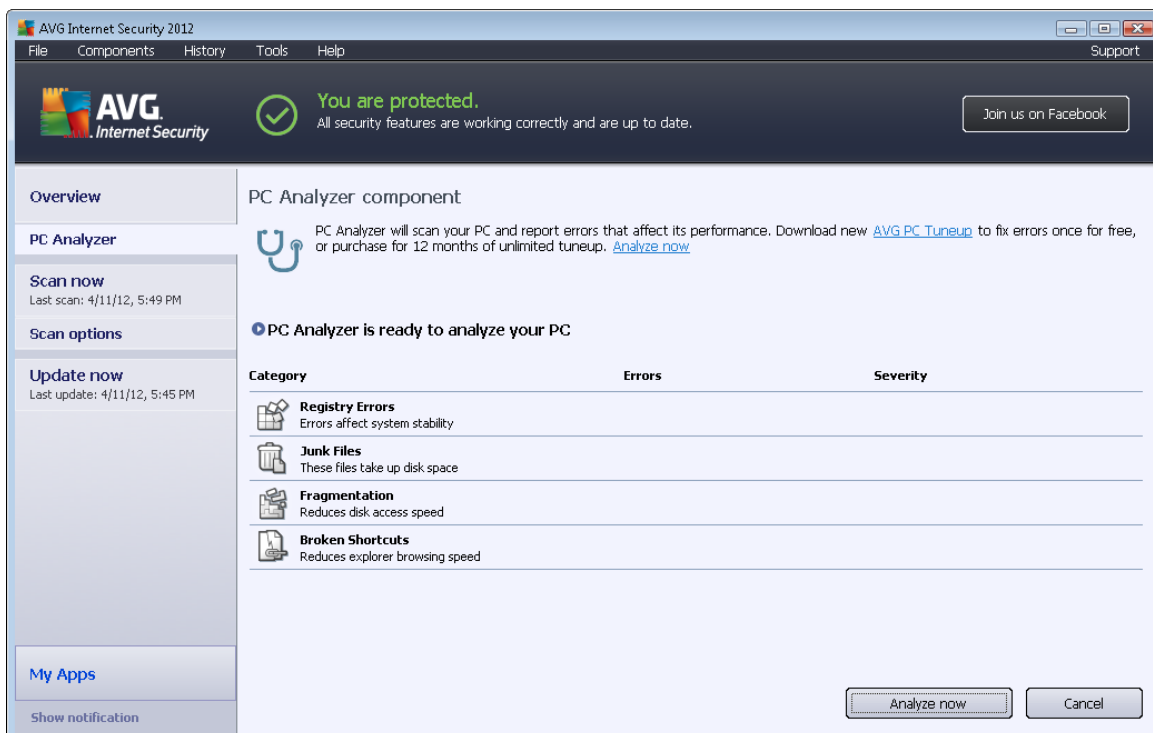 AVG Internet Security 2012
File Components History Tools Help Support
AVG.
Internet Security
You are protected.
All security features are working correctly and are up to date.
Join us on Facebook
Overview
PC Analyzer
Scan now
Last scan: 4/11/12, 5:49 PM
Scan options
Update now
Last update: 4/11/12, 5:45 PM
My Apps
Show notification
PC Analyzer component
PC Analyzer will scan your PC and report errors that affect its performance. Download new AVG PC Tuneup to fix errors once for free,
or purchase for 12 months of unlimited tuneup. Analyze now
PC Analyzer is ready to analyze your PC
Category Errors Severity
Registry Errors
Errors affect system stability
Junk Files
These files take up disk space
Fragmentation
Reduces disk access speed
Broken Shortcuts
Reduces explorer browsing speed
Analyze now Cancel